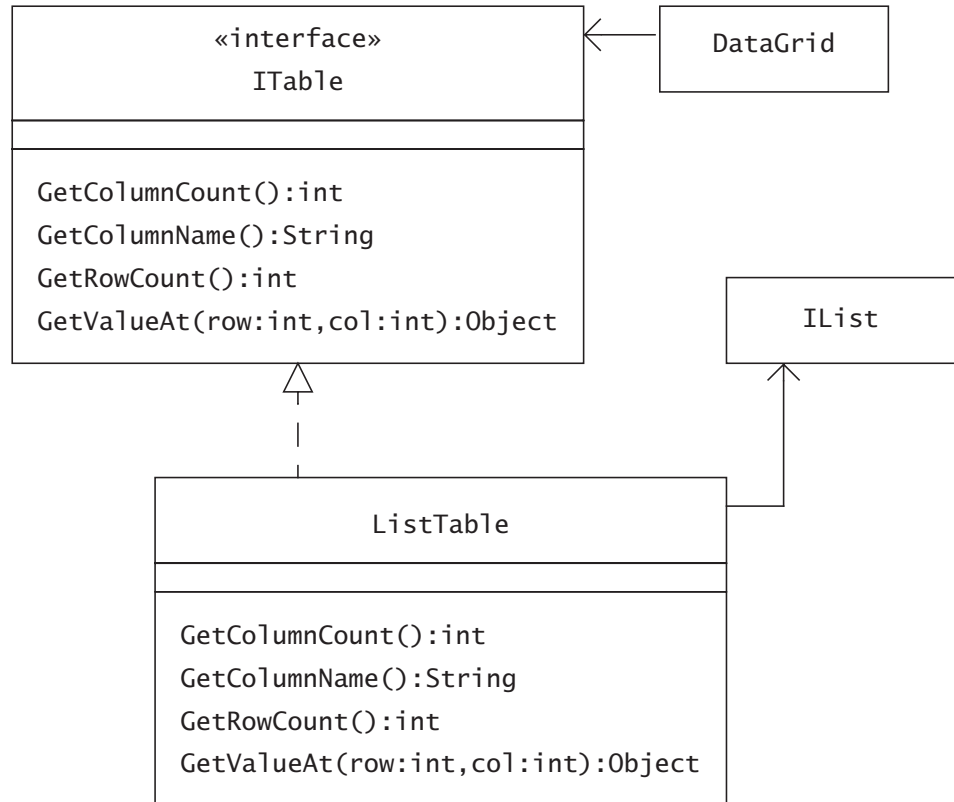 «interface»
ITable
DataGrid
GetColumnCount():int
GetColumnName():String
GetRowCount():int
GetValueAt(row:int,col:int):Object
IList
ListTable
GetColumnCount():int
GetColumnName():String
GetRowCount():int
GetValueAt(row:int,col:int):Object